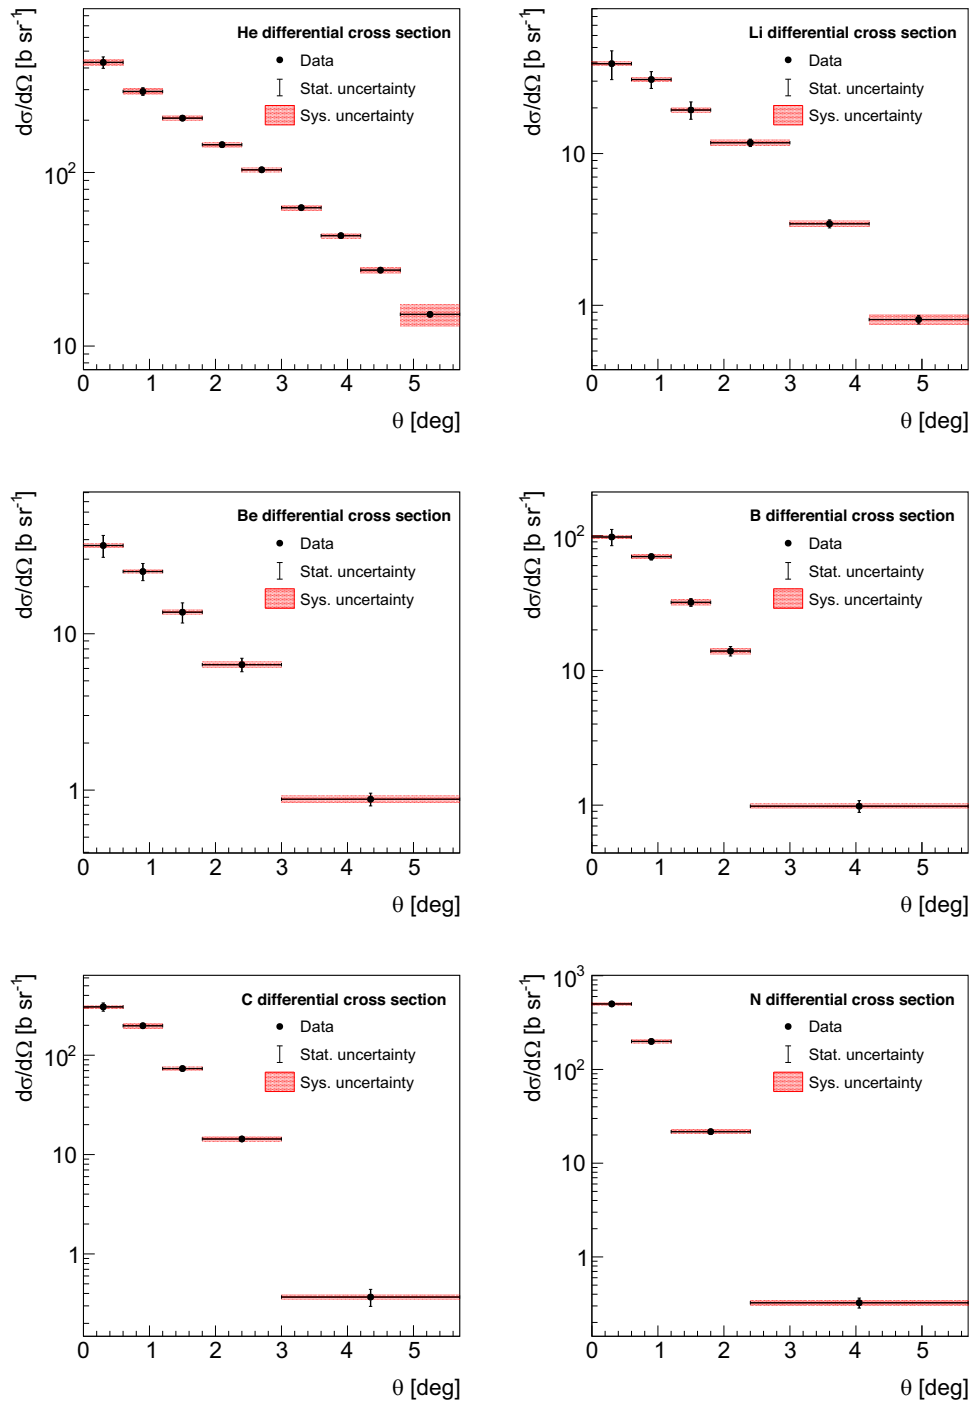 He differential cross section
Data
Stat. uncertainty
Sys. uncertainty
dσ/dΩ [b sr⁻¹]
10²
10
0 1 2 3 4 5
θ [deg]
Li differential cross section
Data
Stat. uncertainty
Sys. uncertainty
dσ/dΩ [b sr⁻¹]
10
1
0 1 2 3 4 5
θ [deg]
Be differential cross section
Data
Stat. uncertainty
Sys. uncertainty
dσ/dΩ [b sr⁻¹]
10
1
0 1 2 3 4 5
θ [deg]
B differential cross section
Data
Stat. uncertainty
Sys. uncertainty
dσ/dΩ [b sr⁻¹]
10²
10
1
0 1 2 3 4 5
θ [deg]
C differential cross section
Data
Stat. uncertainty
Sys. uncertainty
dσ/dΩ [b sr⁻¹]
10²
10
1
0 1 2 3 4 5
θ [deg]
N differential cross section
Data
Stat. uncertainty
Sys. uncertainty
dσ/dΩ [b sr⁻¹]
10³
10²
10
1
0 1 2 3 4 5
θ [deg]